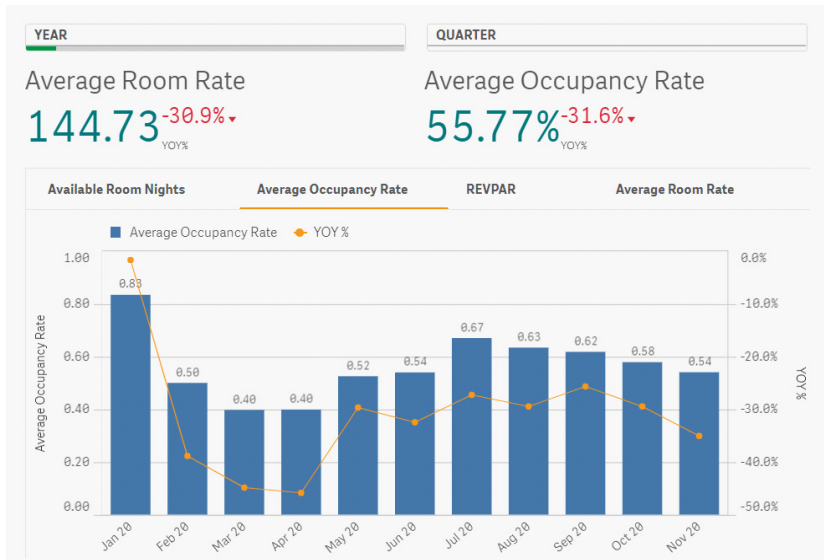 YEAR
QUARTER
Average Room Rate
144.73 -30.9% ▾
YOY%
Average Occupancy Rate
55.77% -31.6% ▾
YOY%
Available Room Nights
Average Occupancy Rate
REVPAR
Average Room Rate
Average Occupancy Rate
YOY %
1.00
0.80
0.60
0.40
0.20
0.00
Average Occupancy Rate
0.83
0.50
0.40
0.40
0.52
0.54
0.67
0.63
0.62
0.58
0.54
0.0%
-10.0%
-20.0%
-30.0%
-40.0%
-50.0%
YOY %
Jan 20
Feb 20
Mar 20
Apr 20
May 20
Jun 20
Jul 20
Aug 20
Sep 20
Oct 20
Nov 20